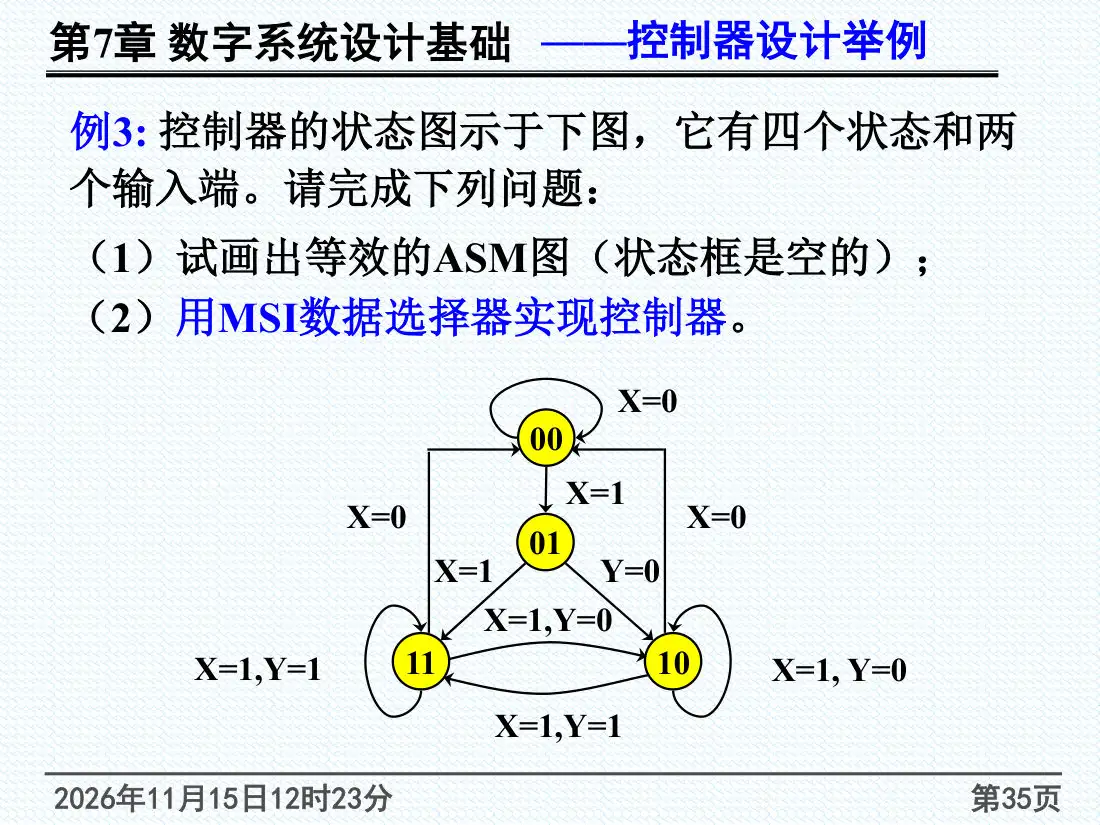 第7章 数字系统设计基础 ——控制器设计举例
例3: 控制器的状态图示于下图，它有四个状态和两
个输入端。请完成下列问题：
（1）试画出等效的ASM图（状态框是空的）；
（2）用MSI数据选择器实现控制器。
X=0
00
X=1
X=0
X=0
01
X=1
Y=0
X=1,Y=0
11
10
X=1,Y=1
X=1, Y=0
X=1,Y=1
2026年11月15日12时23分
第35页